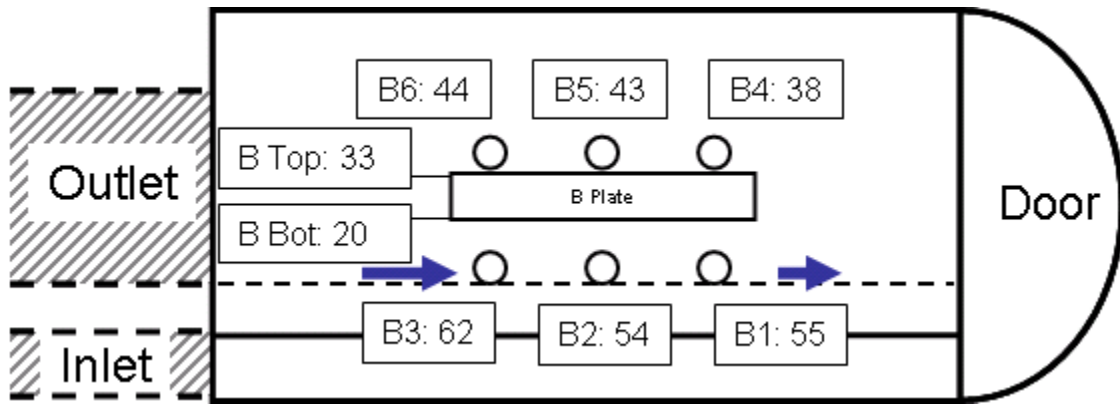 B6: 44 B5: 43 B4: 38
B Top: 33
Outlet
B Plate
Door
B Bot: 20
B3: 62 B2: 54 B1: 55
Inlet